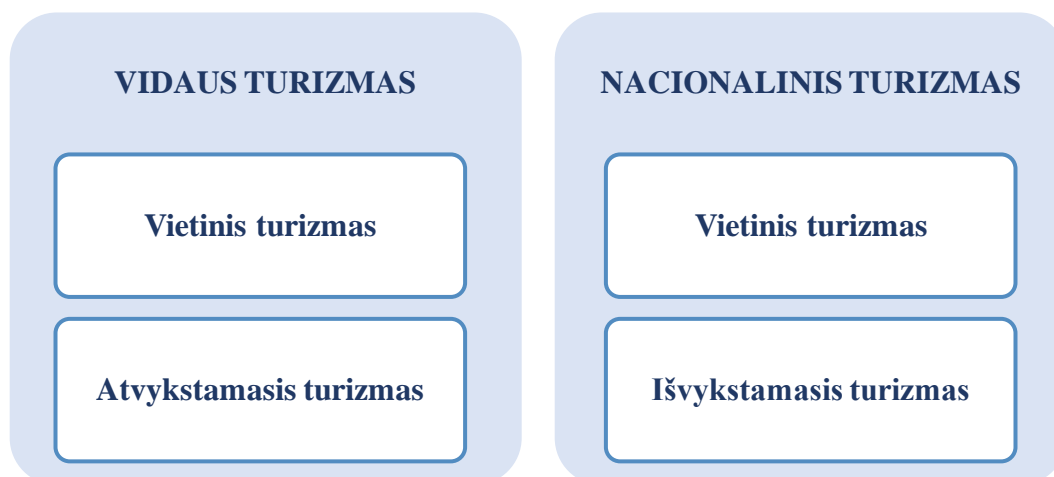 VIDAUS TURIZMAS
Vietinis turizmas
Atvykstamasis turizmas
NACIONALINIS TURIZMAS
Vietinis turizmas
Išvykstamasis turizmas